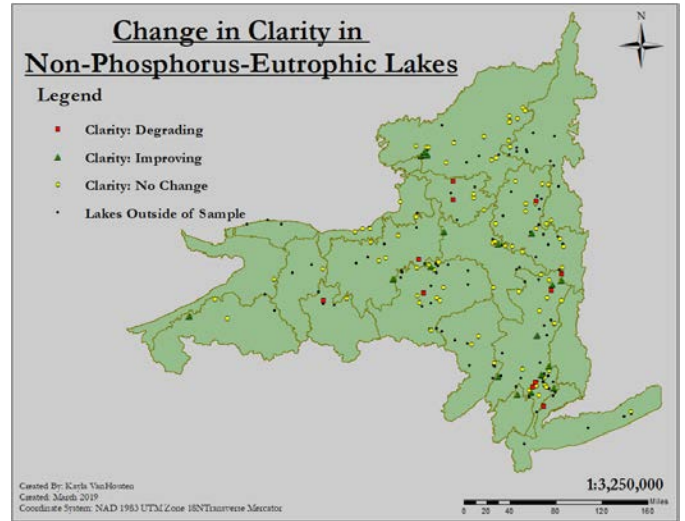 Change in Clarity in
Non-Phosphorus-Eutrophic Lakes
N
Legend
Clarity: Degrading
Clarity: Improving
Clarity: No Change
Lakes Outside of Sample
Created By: Kayla VanHouten
Created: March 2019
Coordinate System: NAD 1983 UTM Zone 18NTransverse Mercator
1:3,250,000
Miles
0 20 40 80 120 160